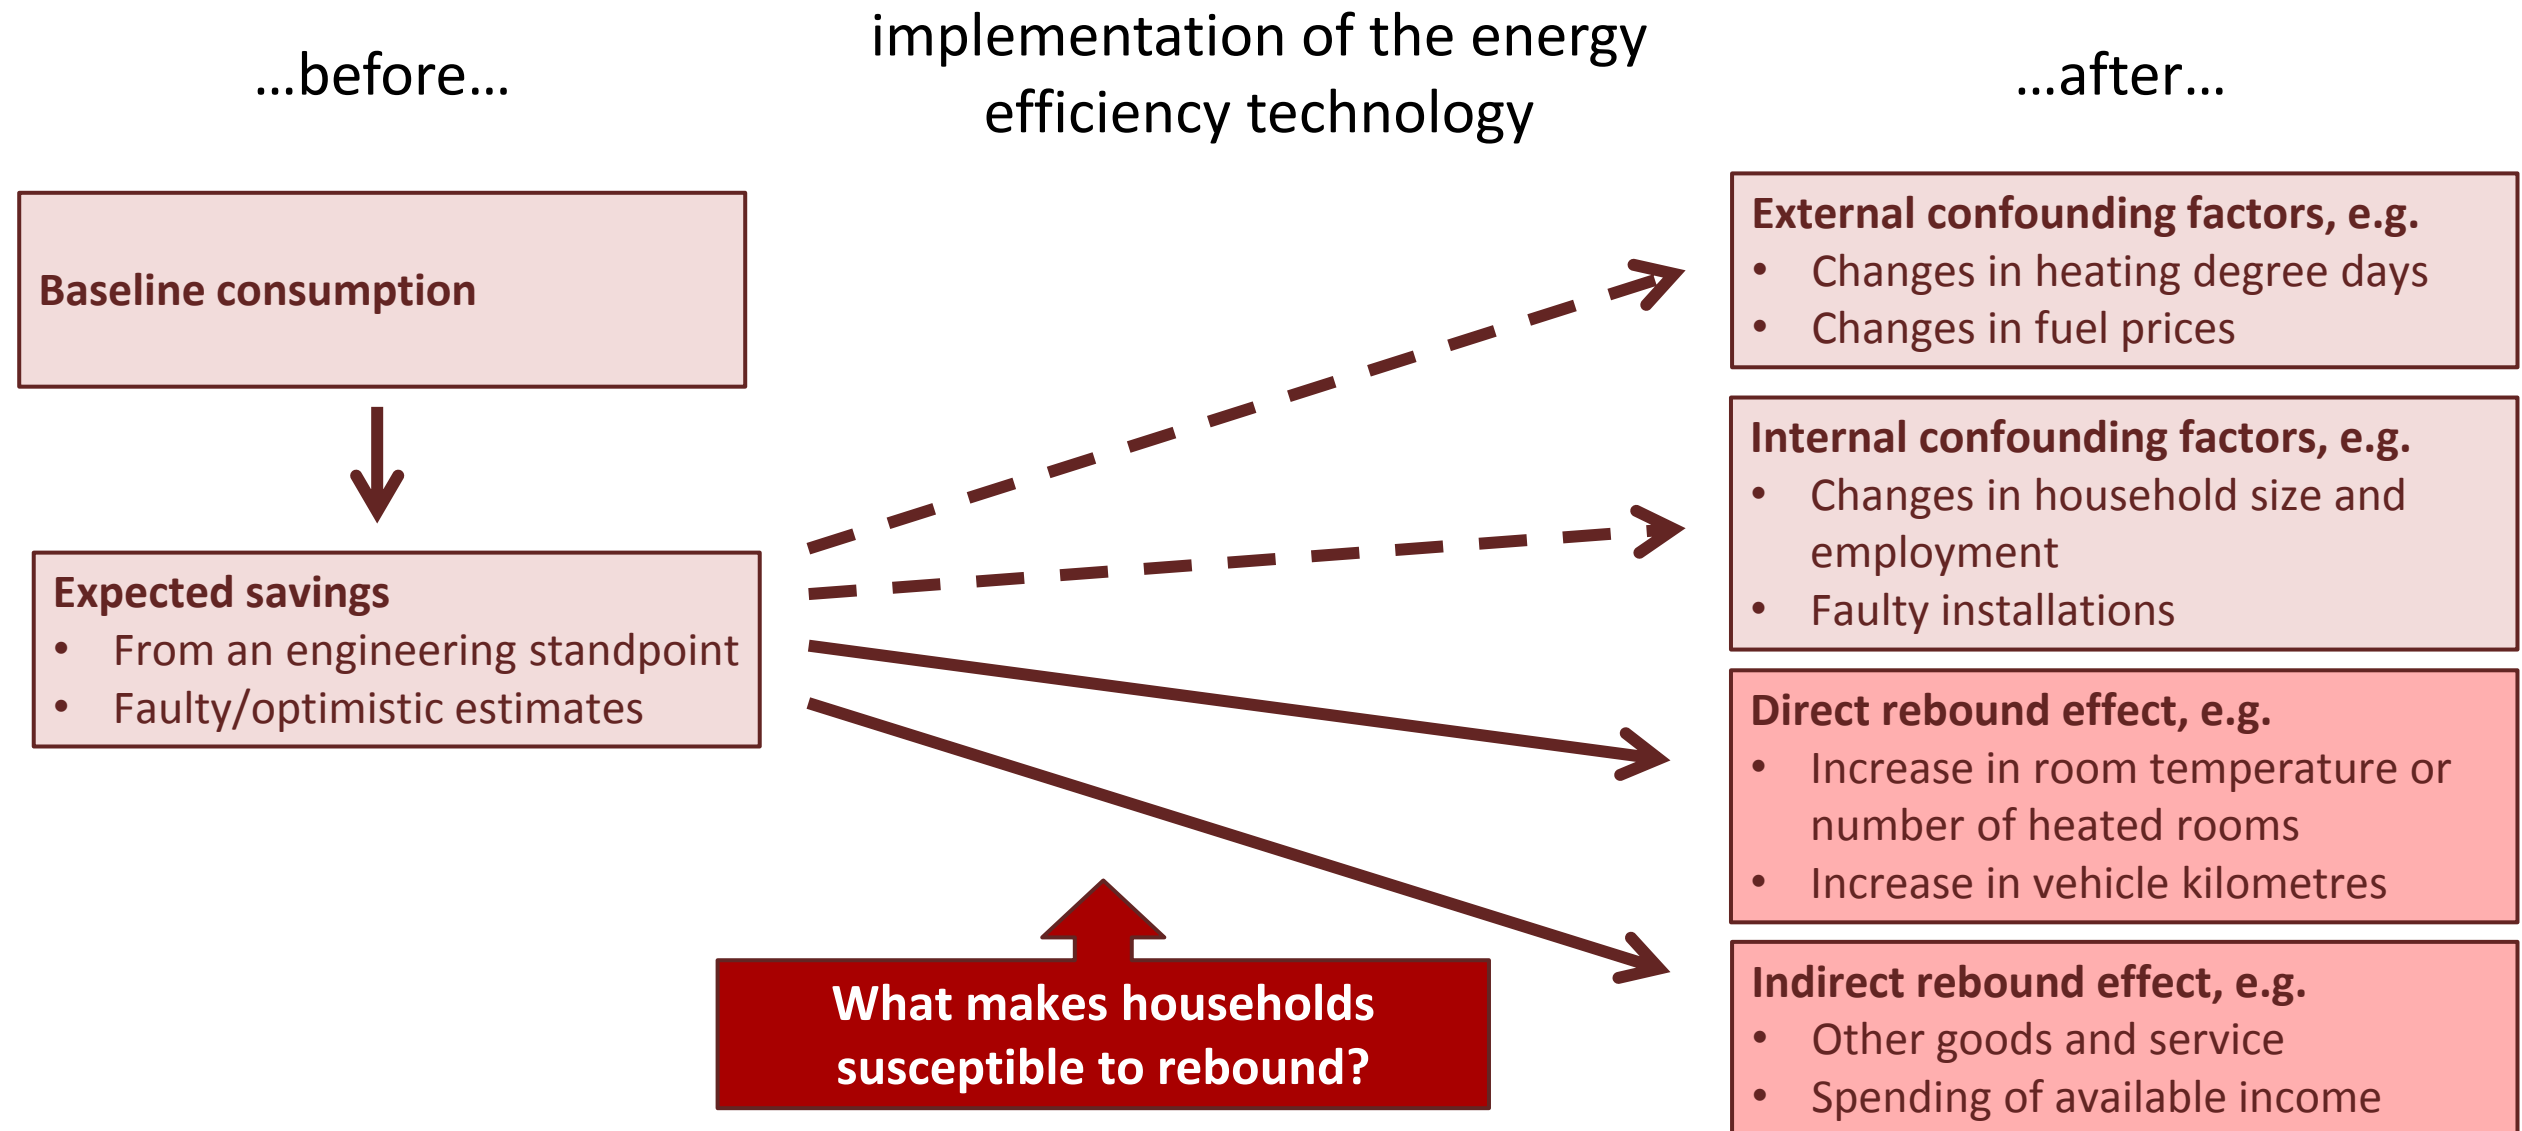 …before…
implementation of the energy
efficiency technology
…after…
Baseline consumption
Expected savings
• From an engineering standpoint
• Faulty/optimistic estimates
External confounding factors, e.g.
• Changes in heating degree days
• Changes in fuel prices
Internal confounding factors, e.g.
• Changes in household size and
employment
• Faulty installations
Direct rebound effect, e.g.
• Increase in room temperature or
number of heated rooms
• Increase in vehicle kilometres
Indirect rebound effect, e.g.
• Other goods and service
• Spending of available income
What makes households
susceptible to rebound?